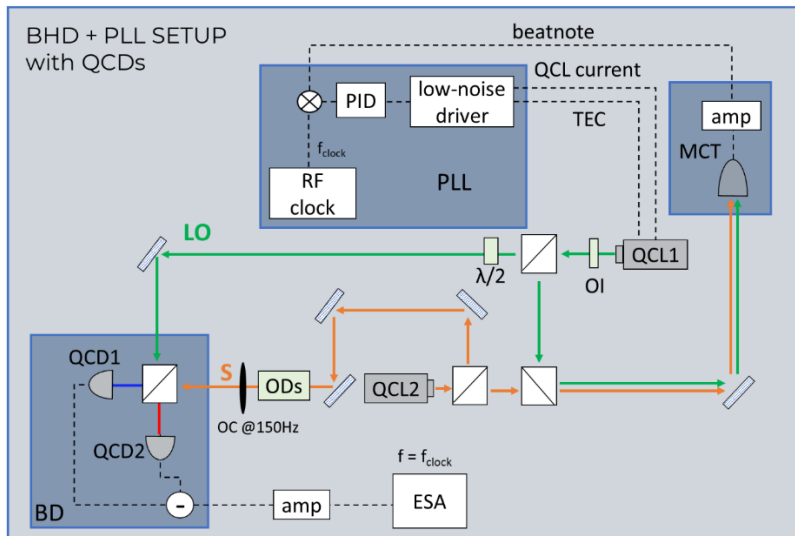 BHD + PLL SETUP
with QCDs
beatnote
QCL current
TEC
PID
low-noise
driver
f_clock
RF
clock
PLL
amp
MCT
LO
λ/2
OI
QCL1
QCD1
S
ODs
QCL2
OC @150Hz
QCD2
f = f_clock
-
BD
amp
ESA